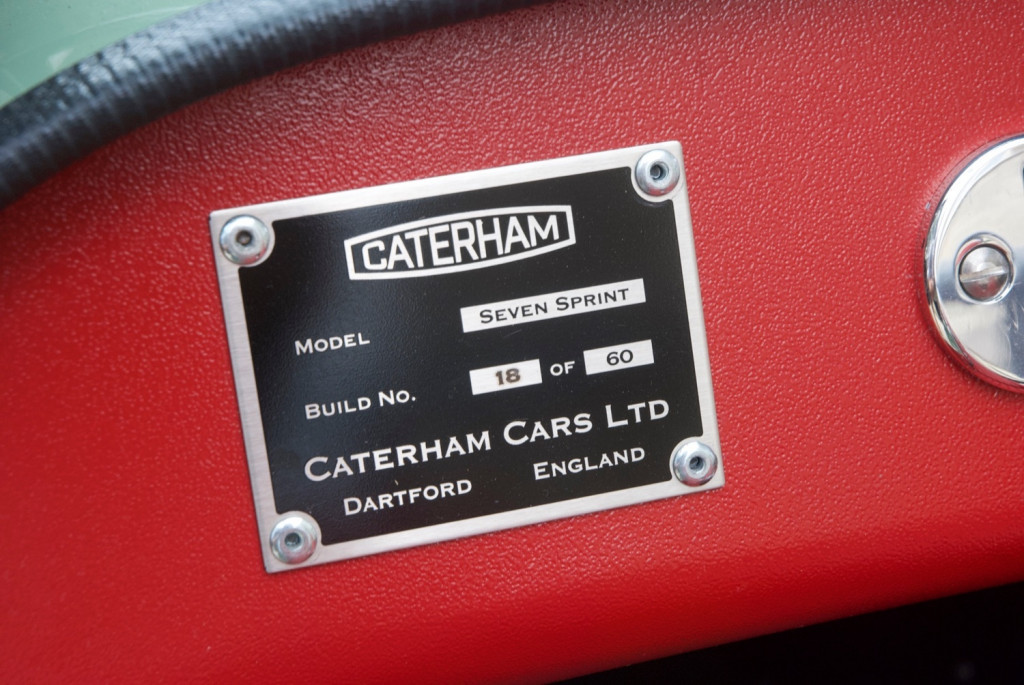 CATERHAM
MODEL SEVEN SPRINT
BUILD NO. 18 OF 60
CATERHAM CARS LTD
DARTFORD ENGLAND